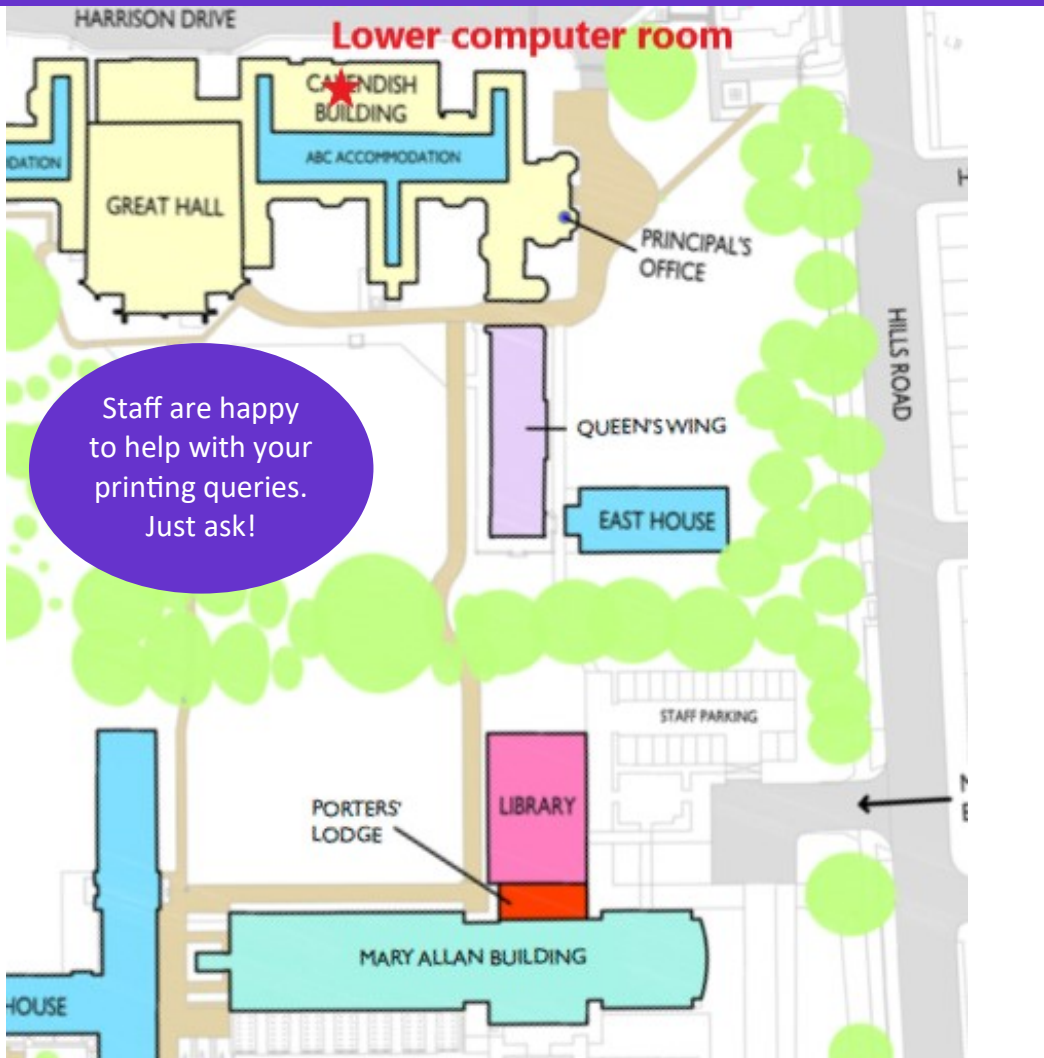 HARRISON DRIVE
Lower computer room
CAVENDISH
BUILDING
ABC ACCOMMODATION
DATION
GREAT HALL
PRINCIPAL'S
OFFICE
HILLS ROAD
Staff are happy
to help with your
printing queries.
Just ask!
QUEEN'S WING
EAST HOUSE
STAFF PARKING
LIBRARY
PORTERS'
LODGE
MARY ALLAN BUILDING
HOUSE